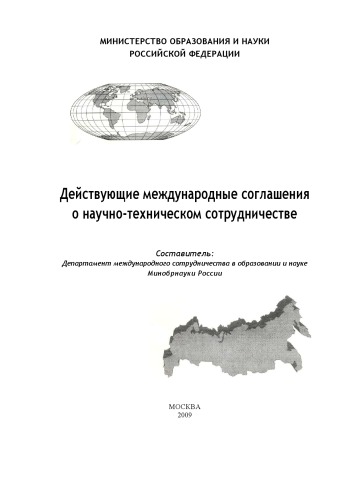 МИНИСТЕРСТВО ОБРАЗОВАНИЯ И НАУКИ
РОССИЙСКОЙ ФЕДЕРАЦИИ
Действующие международные соглашения
о научно-техническом сотрудничестве
Составитель:
Департамент международного сотрудничества в образовании и науке
Минобрнауки России
МОСКВА
2009